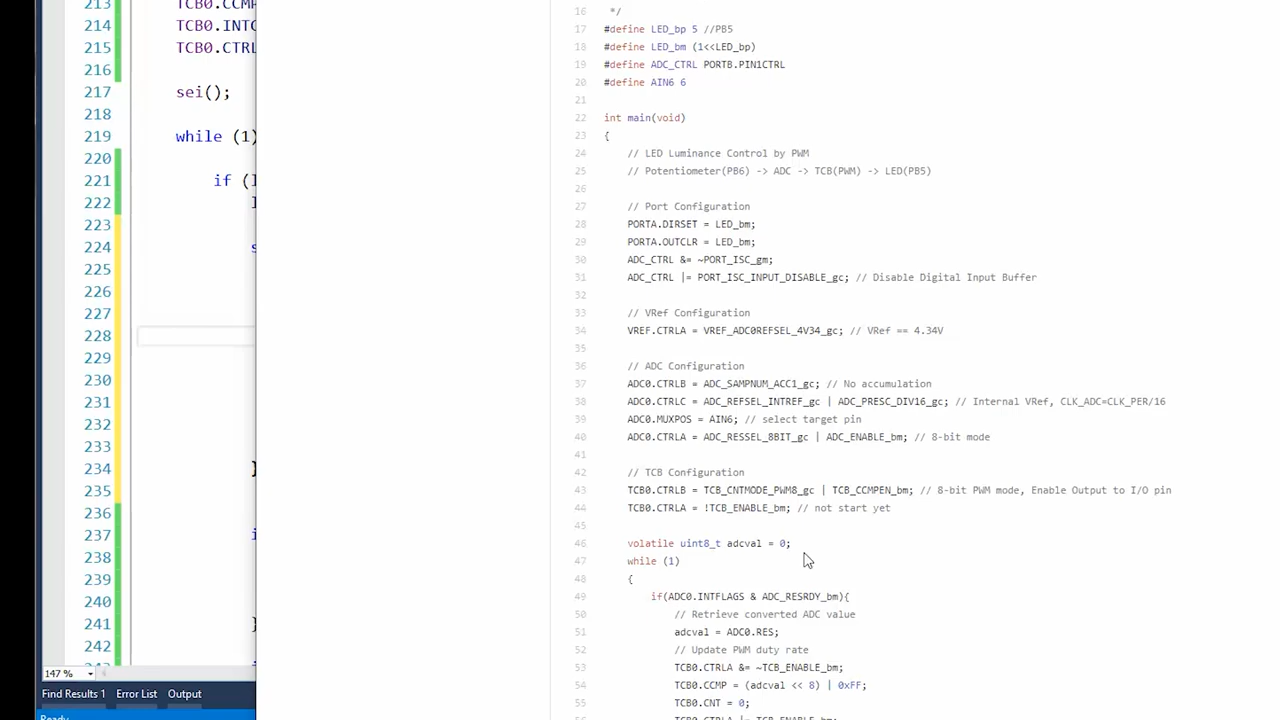 213 TCB0.CCMP
214 TCB0.INTC
215 TCB0.CTRL
216
217 sei();
218
219 while (1)
220
221 if (
222
223
224
225
226
227
228
229
230
231
232
233
234 }
235
236
237
238
239
240
241 }
242
147 %
Find Results 1 Error List Output
Ready
16 */
17 #define LED_bp 5 //PB5
18 #define LED_bm (1<<LED_bp)
19 #define ADC_CTRL PORTB.PIN1CTRL
20 #define AIN6 6
21
22 int main(void)
23 {
24 // LED Luminance Control by PWM
25 // Potentiometer(PB6) -> ADC -> TCB(PWM) -> LED(PB5)
26
27 // Port Configuration
28 PORTA.DIRSET = LED_bm;
29 PORTA.OUTCLR = LED_bm;
30 ADC_CTRL &= ~PORT_ISC_gm;
31 ADC_CTRL |= PORT_ISC_INPUT_DISABLE_gc; // Disable Digital Input Buffer
32
33 // VRef Configuration
34 VREF.CTRLA = VREF_ADC0REFSEL_4V34_gc; // VRef == 4.34V
35
36 // ADC Configuration
37 ADC0.CTRLB = ADC_SAMPNUM_ACC1_gc; // No accumulation
38 ADC0.CTRLC = ADC_REFSEL_INTREF_gc | ADC_PRESC_DIV16_gc; // Internal VRef, CLK_ADC=CLK_PER/16
39 ADC0.MUXPOS = AIN6; // select target pin
40 ADC0.CTRLA = ADC_RESSEL_8BIT_gc | ADC_ENABLE_bm; // 8-bit mode
41
42 // TCB Configuration
43 TCB0.CTRLB = TCB_CNTMODE_PWM8_gc | TCB_CCMPEN_bm; // 8-bit PWM mode, Enable Output to I/O pin
44 TCB0.CTRLA = !TCB_ENABLE_bm; // not start yet
45
46 volatile uint8_t adcval = 0;
47 while (1)
48 {
49 if(ADC0.INTFLAGS & ADC_RESRDY_bm){
50 // Retrieve converted ADC value
51 adcval = ADC0.RES;
52 // Update PWM duty rate
53 TCB0.CTRLA &= ~TCB_ENABLE_bm;
54 TCB0.CCMP = (adcval << 8) | 0xFF;
55 TCB0.CNT = 0;
56 TCB0.CTRLA |= TCB_ENABLE_bm;